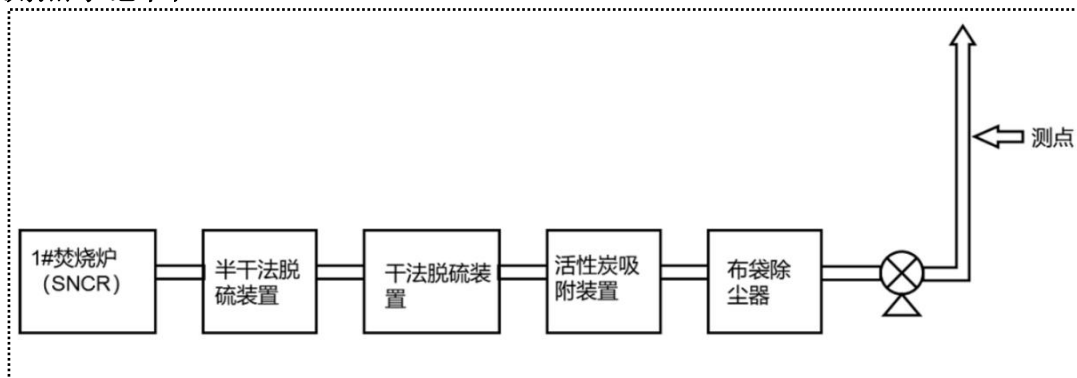 1#焚烧炉
（SNCR）
半干法脱
硫装置
干法脱硫装
置
活性炭吸
附装置
布袋除
尘器
测点